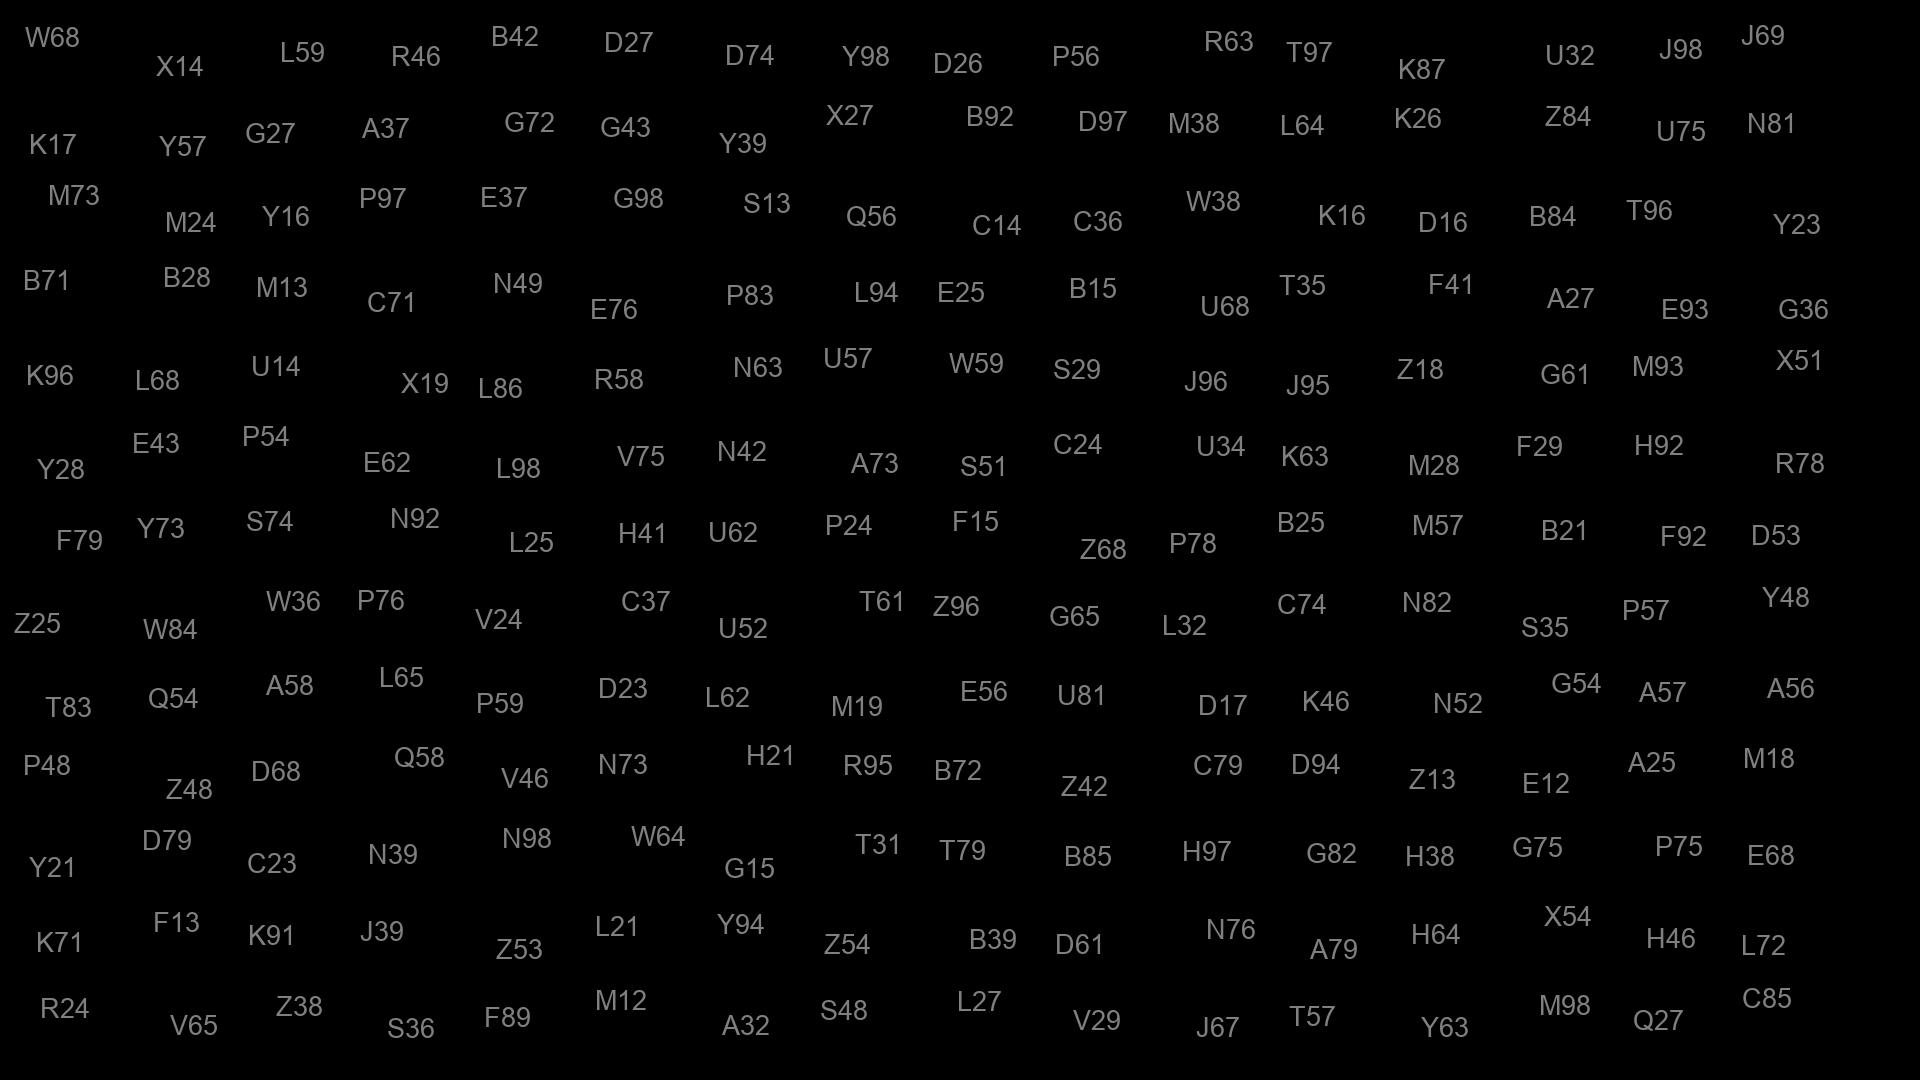 W68 X14 L59 R46 B42 D27 D74 Y98 D26 P56 R63 T97 K87 U32 J98 J69
K17 Y57 G27 A37 G72 G43 Y39 X27 B92 D97 M38 L64 K26 Z84 U75 N81
M73 M24 Y16 P97 E37 G98 S13 Q56 C14 C36 W38 K16 D16 B84 T96 Y23
B71 B28 M13 C71 N49 E76 P83 L94 E25 B15 U68 T35 F41 A27 E93 G36
K96 L68 U14 X19 L86 R58 N63 U57 W59 S29 J96 J95 Z18 G61 M93 X51
Y28 E43 P54 E62 L98 V75 N42 A73 S51 C24 U34 K63 M28 F29 H92 R78
F79 Y73 S74 N92 L25 H41 U62 P24 F15 Z68 P78 B25 M57 B21 F92 D53
Z25 W84 W36 P76 V24 C37 U52 T61 Z96 G65 L32 C74 N82 S35 P57 Y48
T83 Q54 A58 L65 P59 D23 L62 M19 E56 U81 D17 K46 N52 G54 A57 A56
P48 Z48 D68 Q58 V46 N73 H21 R95 B72 Z42 C79 D94 Z13 E12 A25 M18
Y21 D79 C23 N39 N98 W64 G15 T31 T79 B85 H97 G82 H38 G75 P75 E68
K71 F13 K91 J39 Z53 L21 Y94 Z54 B39 D61 N76 A79 H64 X54 H46 L72
R24 V65 Z38 S36 F89 M12 A32 S48 L27 V29 J67 T57 Y63 M98 Q27 C85